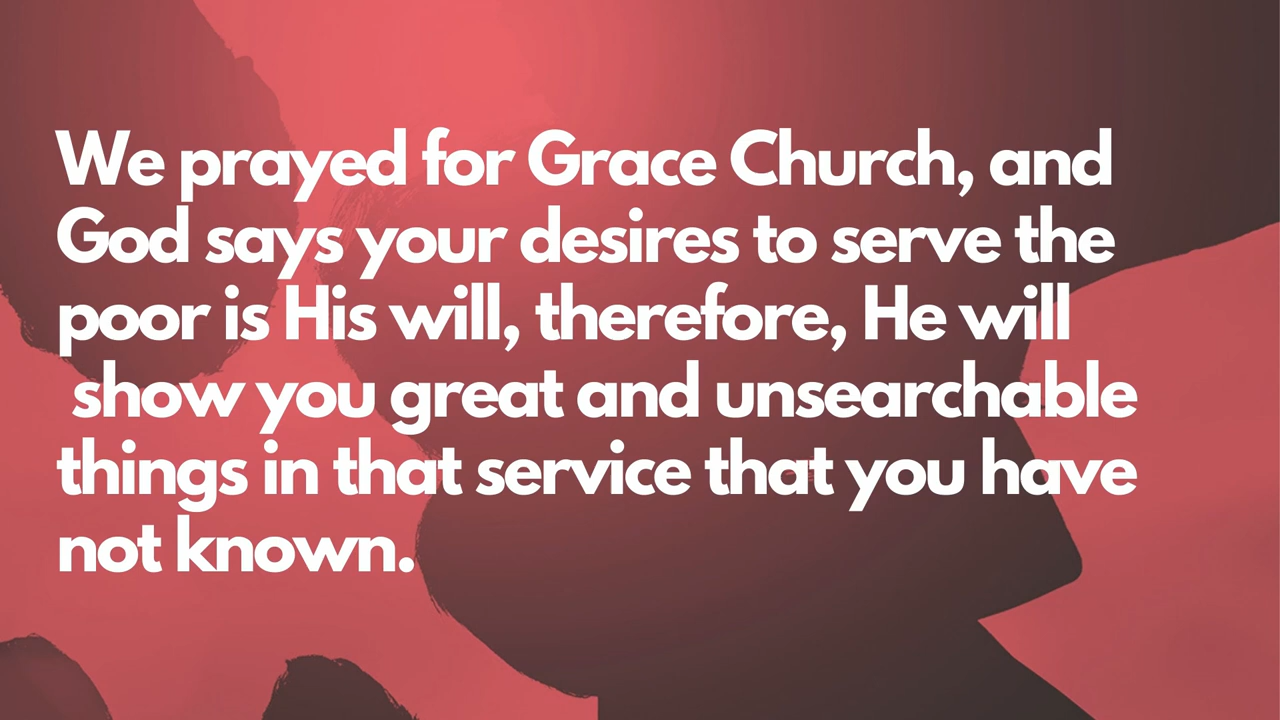 We prayed for Grace Church, and
God says your desires to serve the
poor is His will, therefore, He will
show you great and unsearchable
things in that service that you have
not known.